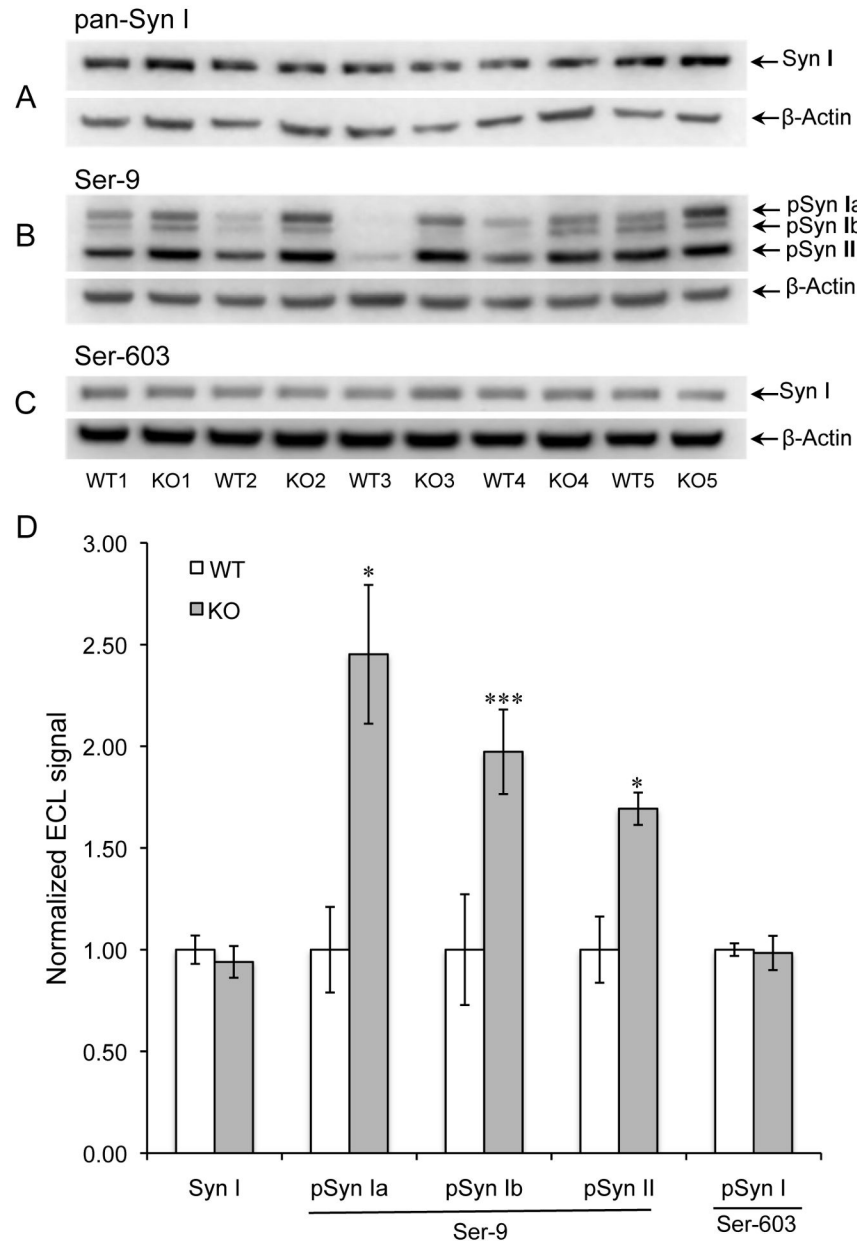 pan-Syn I
A
Syn I
β-Actin
Ser-9
B
pSyn Ia
pSyn Ib
pSyn II
β-Actin
Ser-603
C
Syn I
β-Actin
WT1 KO1 WT2 KO2 WT3 KO3 WT4 KO4 WT5 KO5
D
3.00
2.50
2.00
1.50
1.00
0.50
0.00
Normalized ECL signal
WT
KO
*
***
*
Syn I pSyn Ia pSyn Ib pSyn II pSyn I
Ser-9 Ser-603